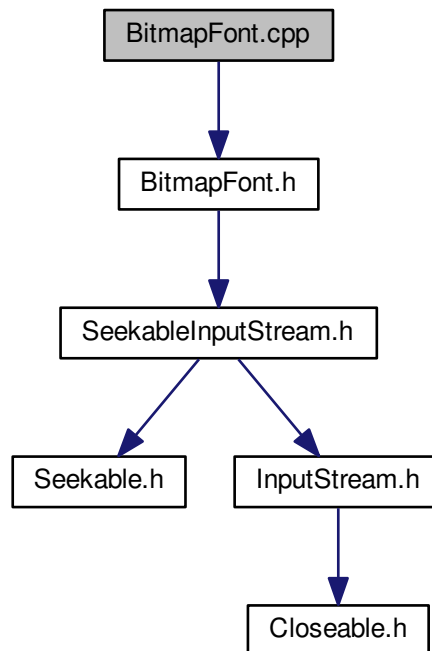 BitmapFont.cpp
BitmapFont.h
SeekableInputStream.h
Seekable.h
InputStream.h
Closeable.h